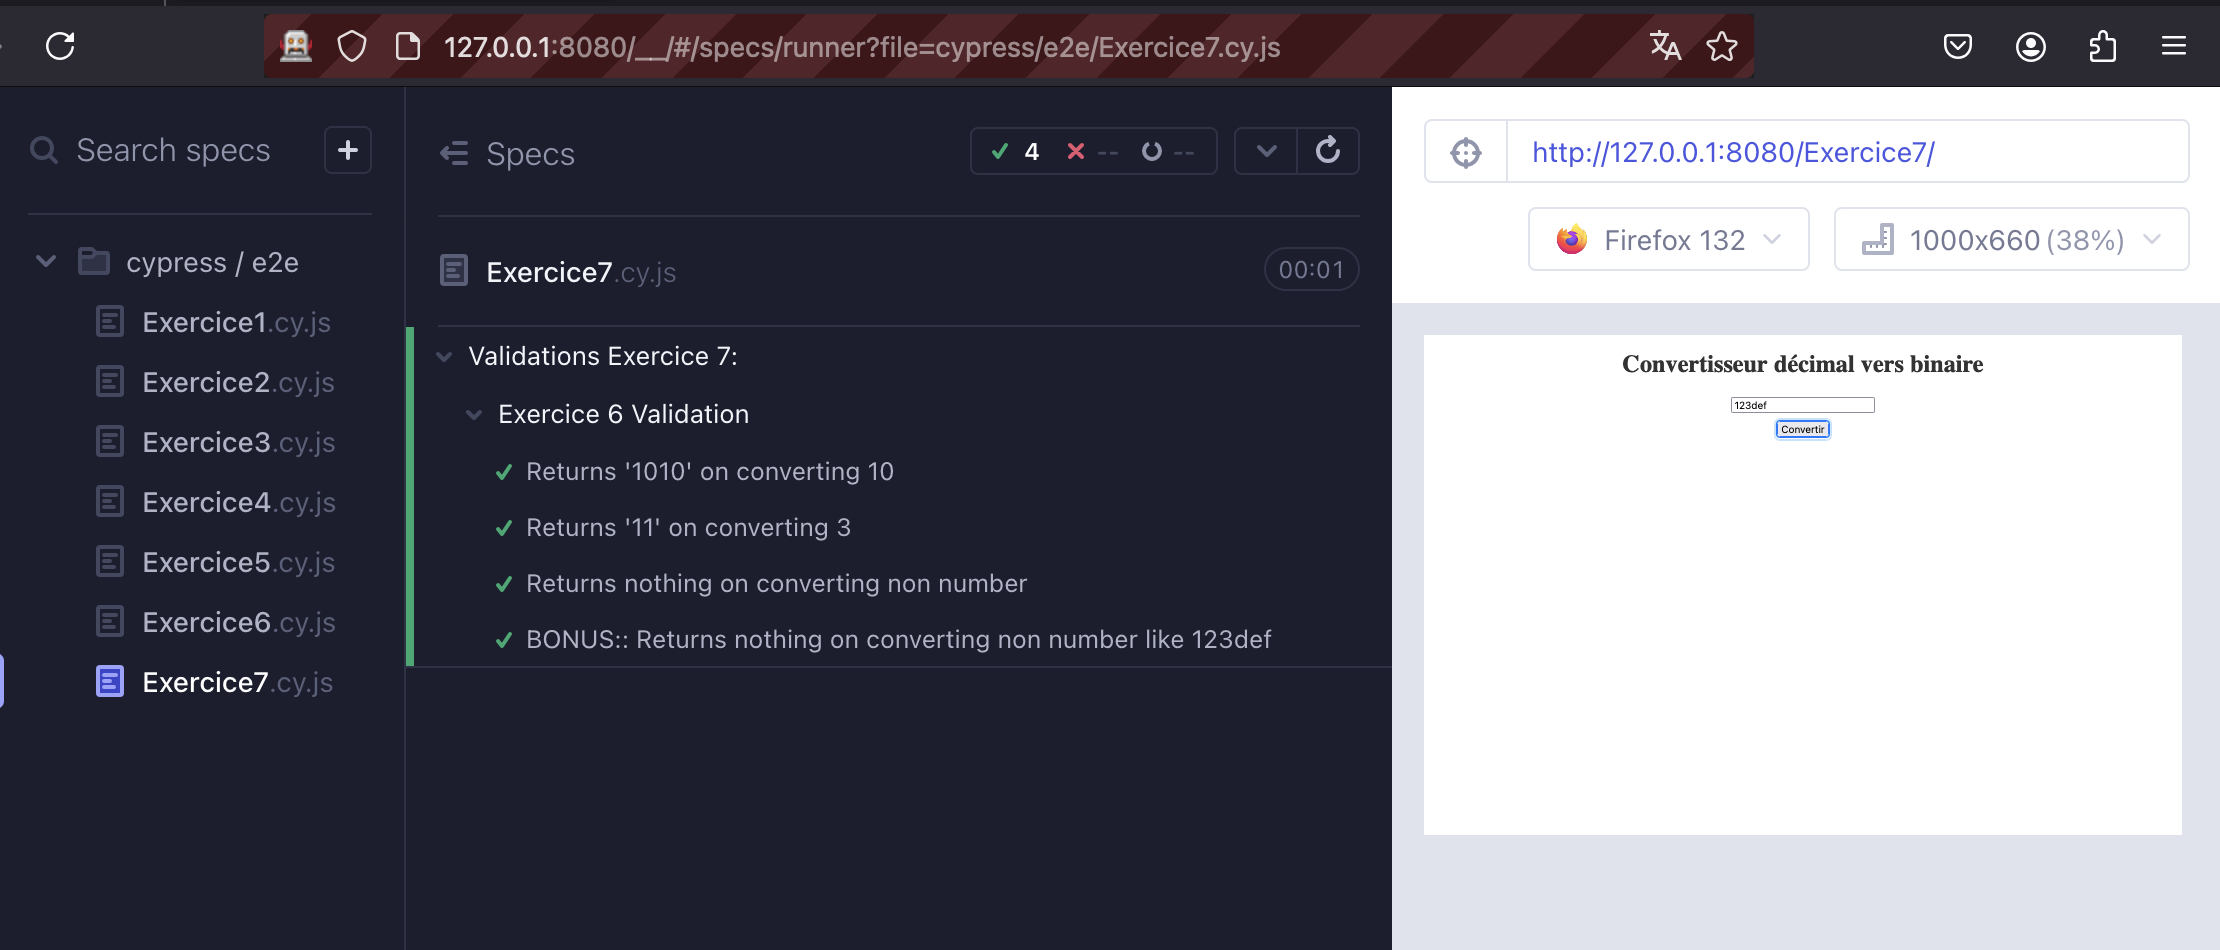 127.0.0.1:8080/__/#/specs/runner?file=cypress/e2e/Exercice7.cy.js
Search specs
+
cypress / e2e
Exercice1.cy.js
Exercice2.cy.js
Exercice3.cy.js
Exercice4.cy.js
Exercice5.cy.js
Exercice6.cy.js
Exercice7.cy.js
Specs
4 -- --
Exercice7.cy.js 00:01
Validations Exercice 7:
Exercice 6 Validation
Returns '1010' on converting 10
Returns '11' on converting 3
Returns nothing on converting non number
BONUS:: Returns nothing on converting non number like 123def
http://127.0.0.1:8080/Exercice7/
Firefox 132
1000x660 (38%)
Convertisseur décimal vers binaire
123def
Convertir